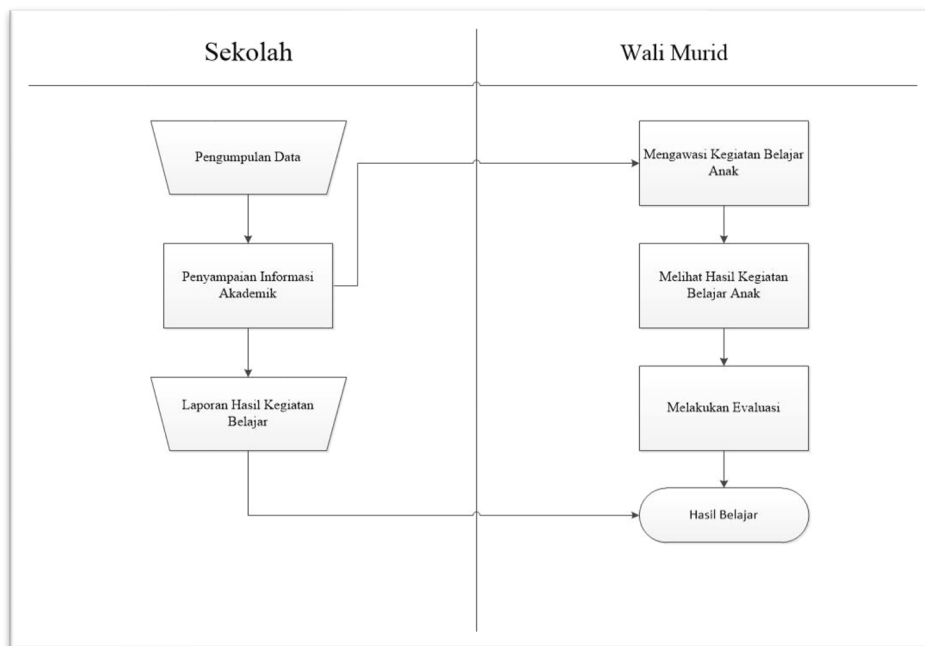 Sekolah
Wali Murid
Pengumpulan Data
Mengawasi Kegiatan Belajar
Anak
Penyampaian Informasi
Akademik
Melihat Hasil Kegiatan
Belajar Anak
Laporan Hasil Kegiatan
Belajar
Melakukan Evaluasi
Hasil Belajar